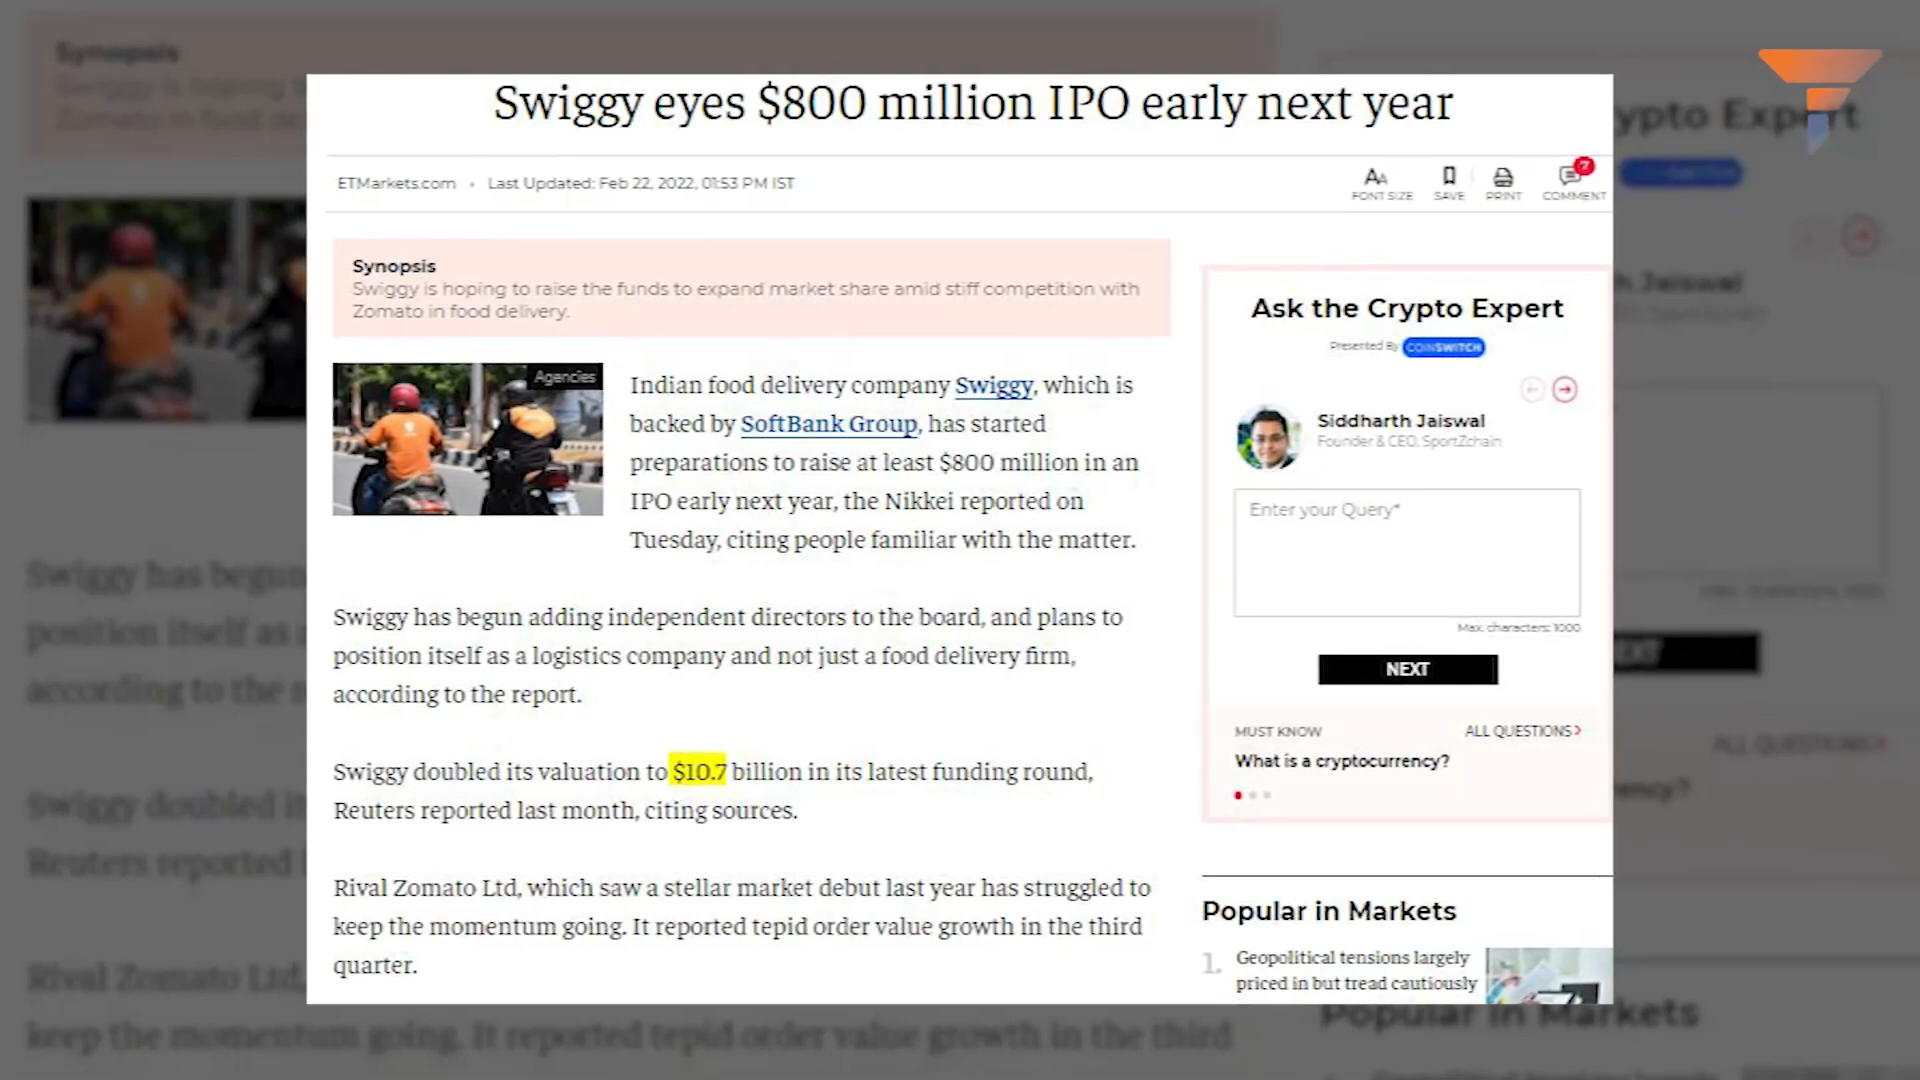 Swiggy eyes $800 million IPO early next year
ETMarkets.com • Last Updated: Feb 22, 2022, 01:53 PM IST
FONT SIZE
SAVE
PRINT
7
COMMENT
Synopsis
Swiggy is hoping to raise the funds to expand market share amid stiff competition with
Zomato in food delivery.
Agencies
Indian food delivery company Swiggy, which is
backed by SoftBank Group, has started
preparations to raise at least $800 million in an
IPO early next year, the Nikkei reported on
Tuesday, citing people familiar with the matter.
Swiggy has begun adding independent directors to the board, and plans to
position itself as a logistics company and not just a food delivery firm,
according to the report.
Swiggy doubled its valuation to $10.7 billion in its latest funding round,
Reuters reported last month, citing sources.
Rival Zomato Ltd, which saw a stellar market debut last year has struggled to
keep the momentum going. It reported tepid order value growth in the third
quarter.
Ask the Crypto Expert
Presented By COINSWITCH
Siddharth Jaiswal
Founder & CEO, SportZchain
Enter your Query*
Max. characters: 1000
NEXT
MUST KNOW
ALL QUESTIONS
What is a cryptocurrency?
Popular in Markets
1. Geopolitical tensions largely
priced in but tread cautiously